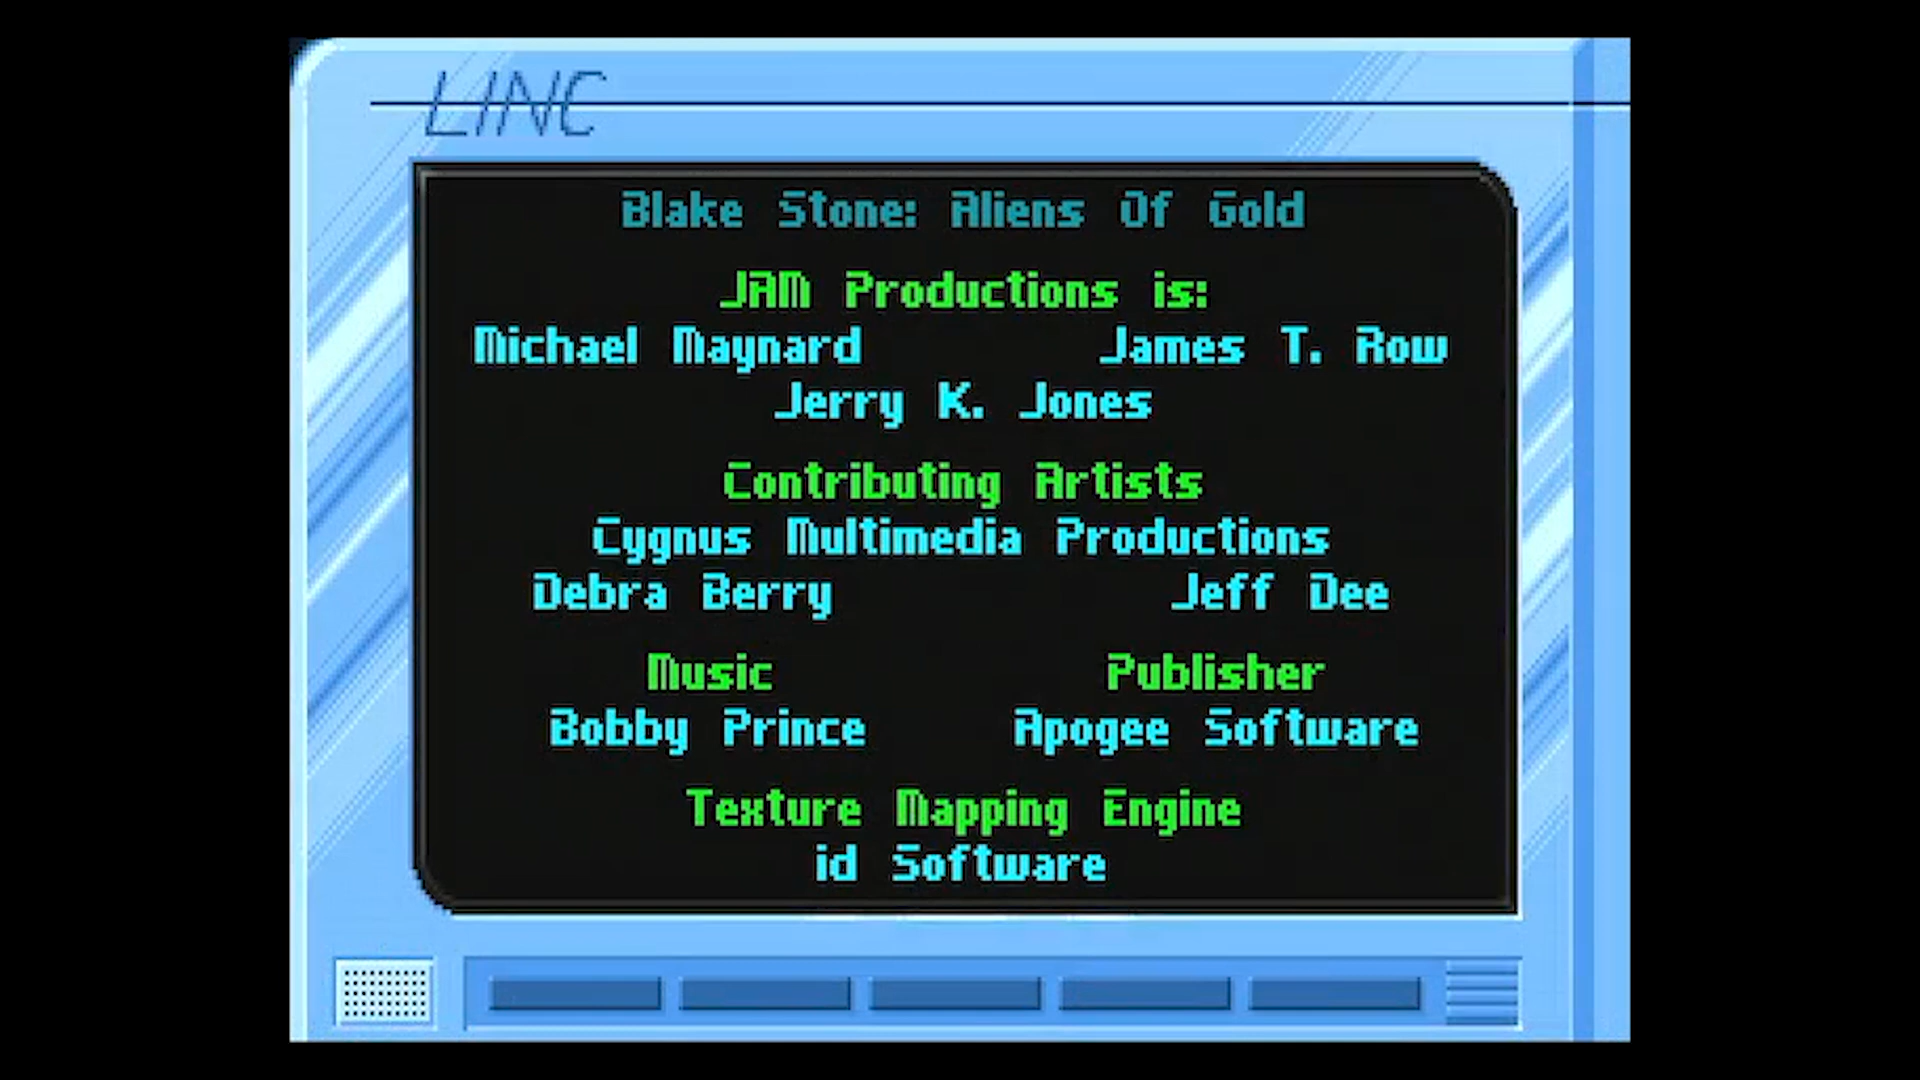 LINC
Blake Stone: Aliens Of Gold
JAM Productions is:
Michael Maynard James T. Row
Jerry K. Jones
Contributing Artists
Cygnus Multimedia Productions
Debra Berry Jeff Dee
Music Publisher
Bobby Prince Apogee Software
Texture Mapping Engine
id Software